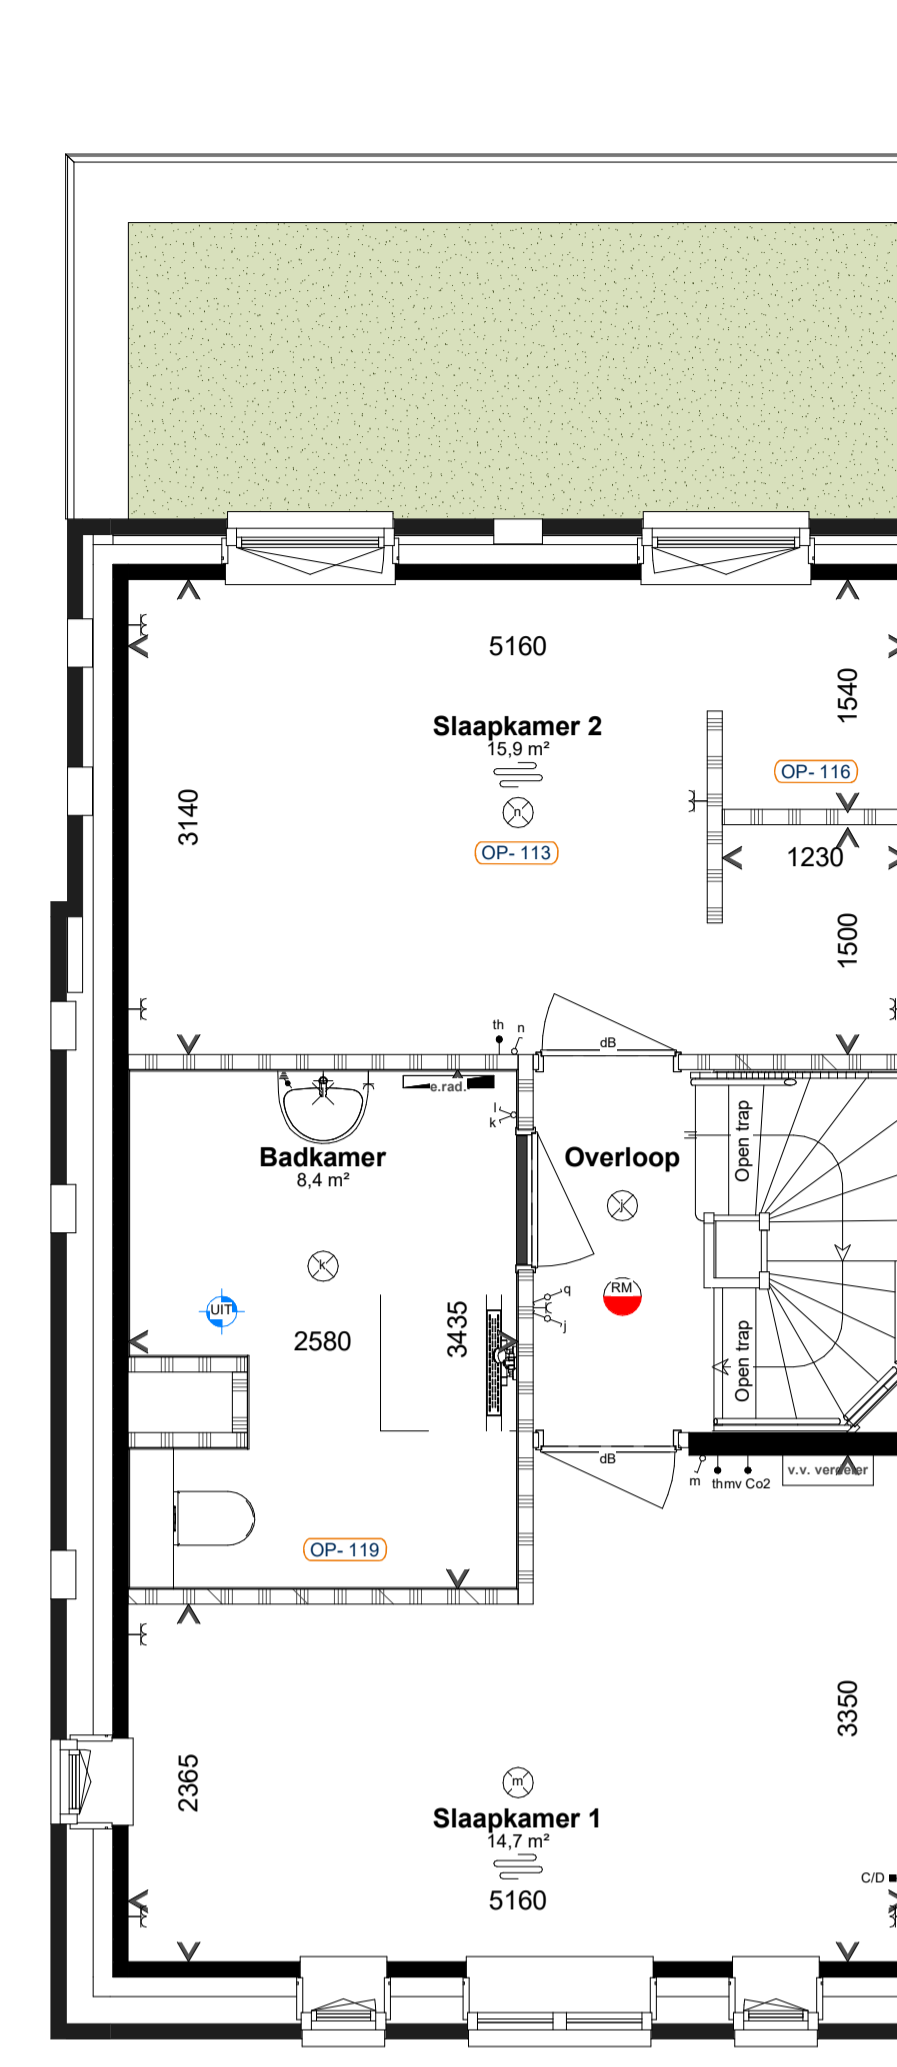 5160
1540
Slaapkamer 2
15,9 m²
OP- 116
3140
n
OP- 113
1230
1500
th
n
dB
e.rad.
l
k
Open trap
Badkamer
8,4 m²
Overloop
j
k
UIT
RM
q
j
2580
3435
Open trap
dB
m
thmv Co2
v.v. verdeler
OP- 119
3350
2365
m
Slaapkamer 1
14,7 m²
C/D
5160